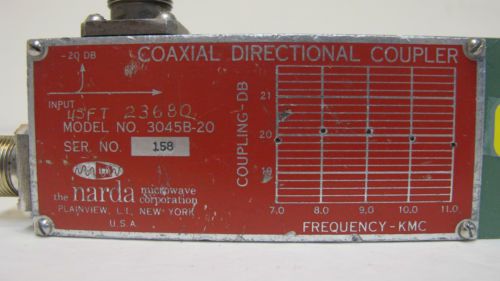 -20 DB
COAXIAL DIRECTIONAL COUPLER
INPUT
45FT 2368Q
MODEL NO. 3045B-20
SER. NO. 158
the narda microwave corporation
PLAINVIEW, L.I., NEW YORK
U.S.A.
COUPLING-DB
21
20
19
7.0 8.0 9.0 10.0 11.0
FREQUENCY-KMC